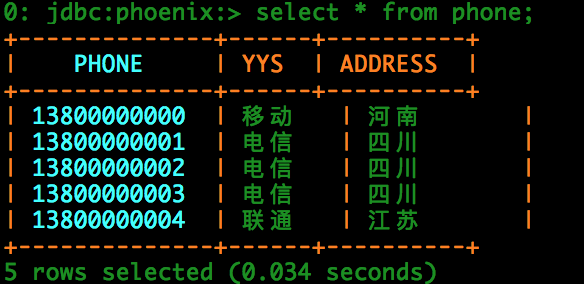 0: jdbc:phoenix:> select * from phone;
+--------------+------+----------+
| PHONE | YYS | ADDRESS |
+--------------+------+----------+
| 13800000000 | 移动 | 河南 |
| 13800000001 | 电信 | 四川 |
| 13800000002 | 电信 | 四川 |
| 13800000003 | 电信 | 四川 |
| 13800000004 | 联通 | 江苏 |
+--------------+------+----------+
5 rows selected (0.034 seconds)